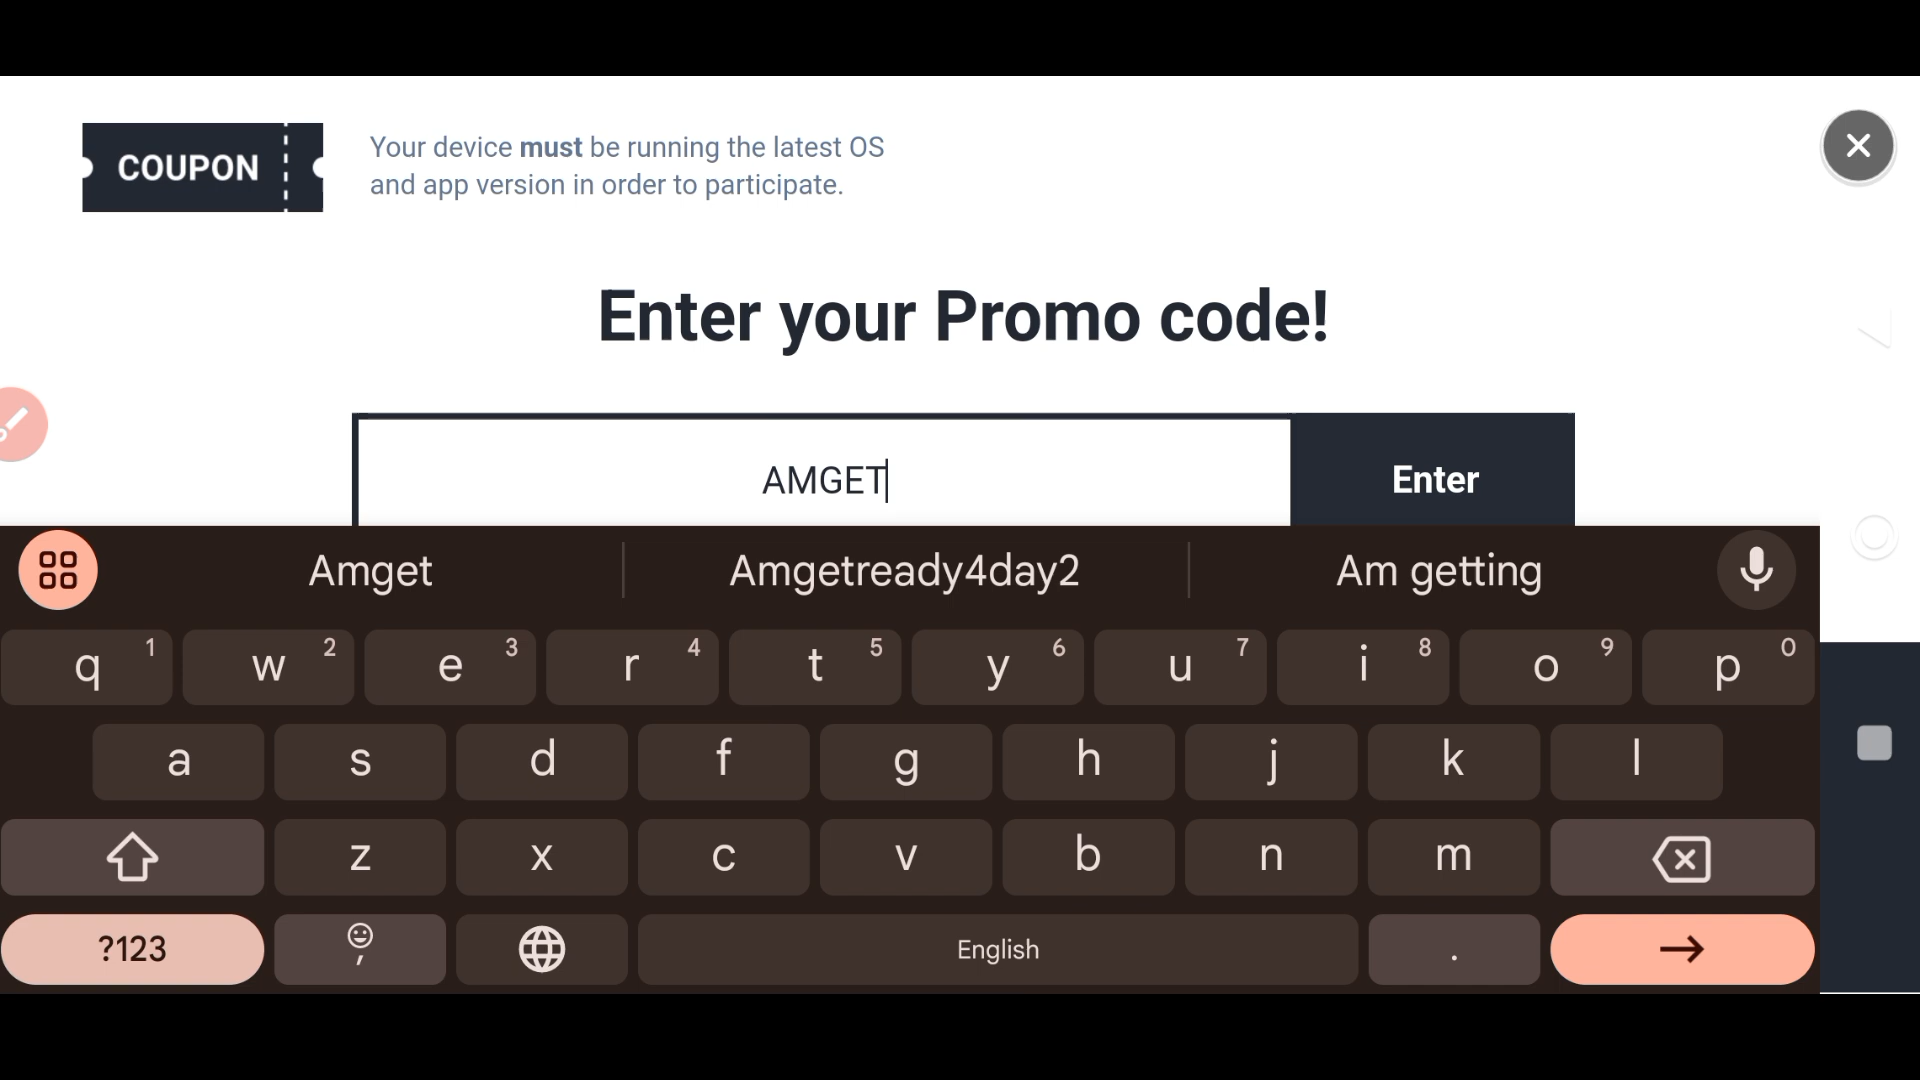 COUPON
Your device must be running the latest OS
and app version in order to participate.
Enter your Promo code!
AMGET
Enter
Amget
Amgetready4day2
Am getting
q 1 w 2 e 3 r 4 t 5 y 6 u 7 i 8 o 9 p 0
a s d f g h j k l
z x c v b n m
?123 , English .